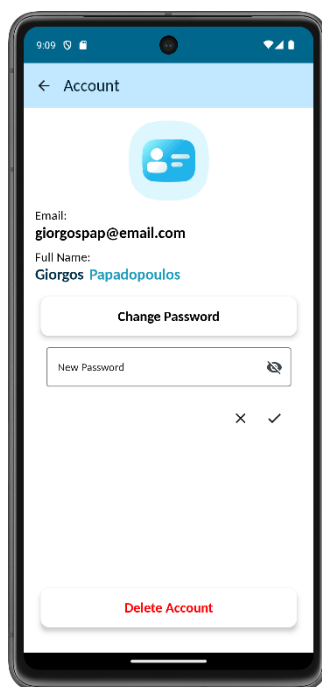 9:09
Account
Email:
giorgospap@email.com
Full Name:
Giorgos Papadopoulos
Change Password
New Password
Delete Account